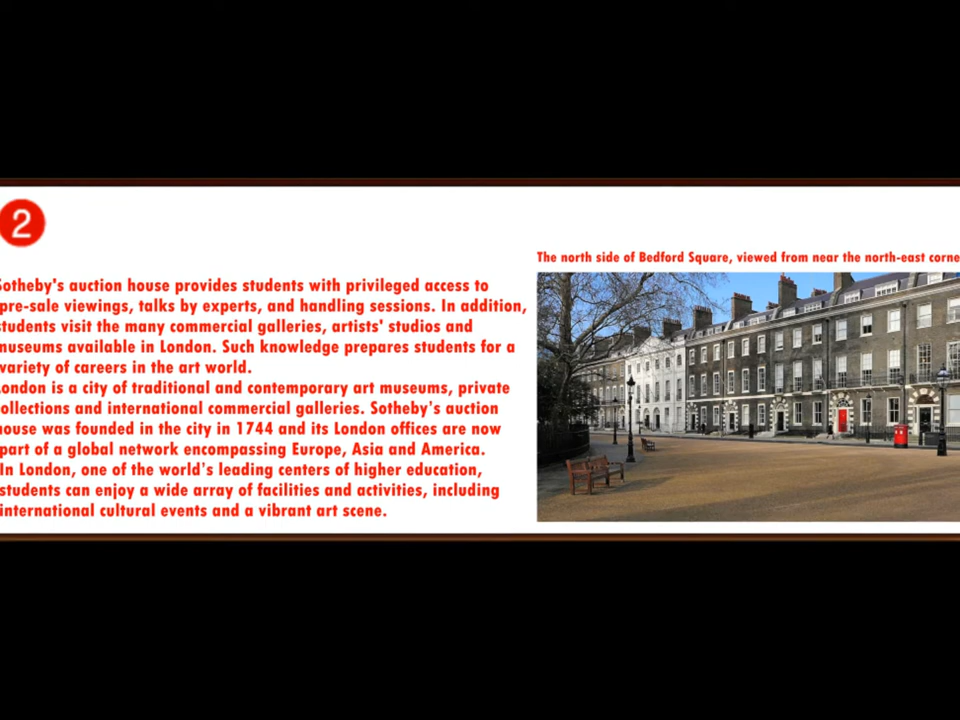 2
The north side of Bedford Square, viewed from near the north-east corne
Sotheby's auction house provides students with privileged access to
pre-sale viewings, talks by experts, and handling sessions. In addition,
students visit the many commercial galleries, artists' studios and
museums available in London. Such knowledge prepares students for a
variety of careers in the art world.
London is a city of traditional and contemporary art museums, private
ollections and international commercial galleries. Sotheby's auction
house was founded in the city in 1744 and its London offices are now
part of a global network encompassing Europe, Asia and America.
In London, one of the world's leading centers of higher education,
students can enjoy a wide array of facilities and activities, including
international cultural events and a vibrant art scene.